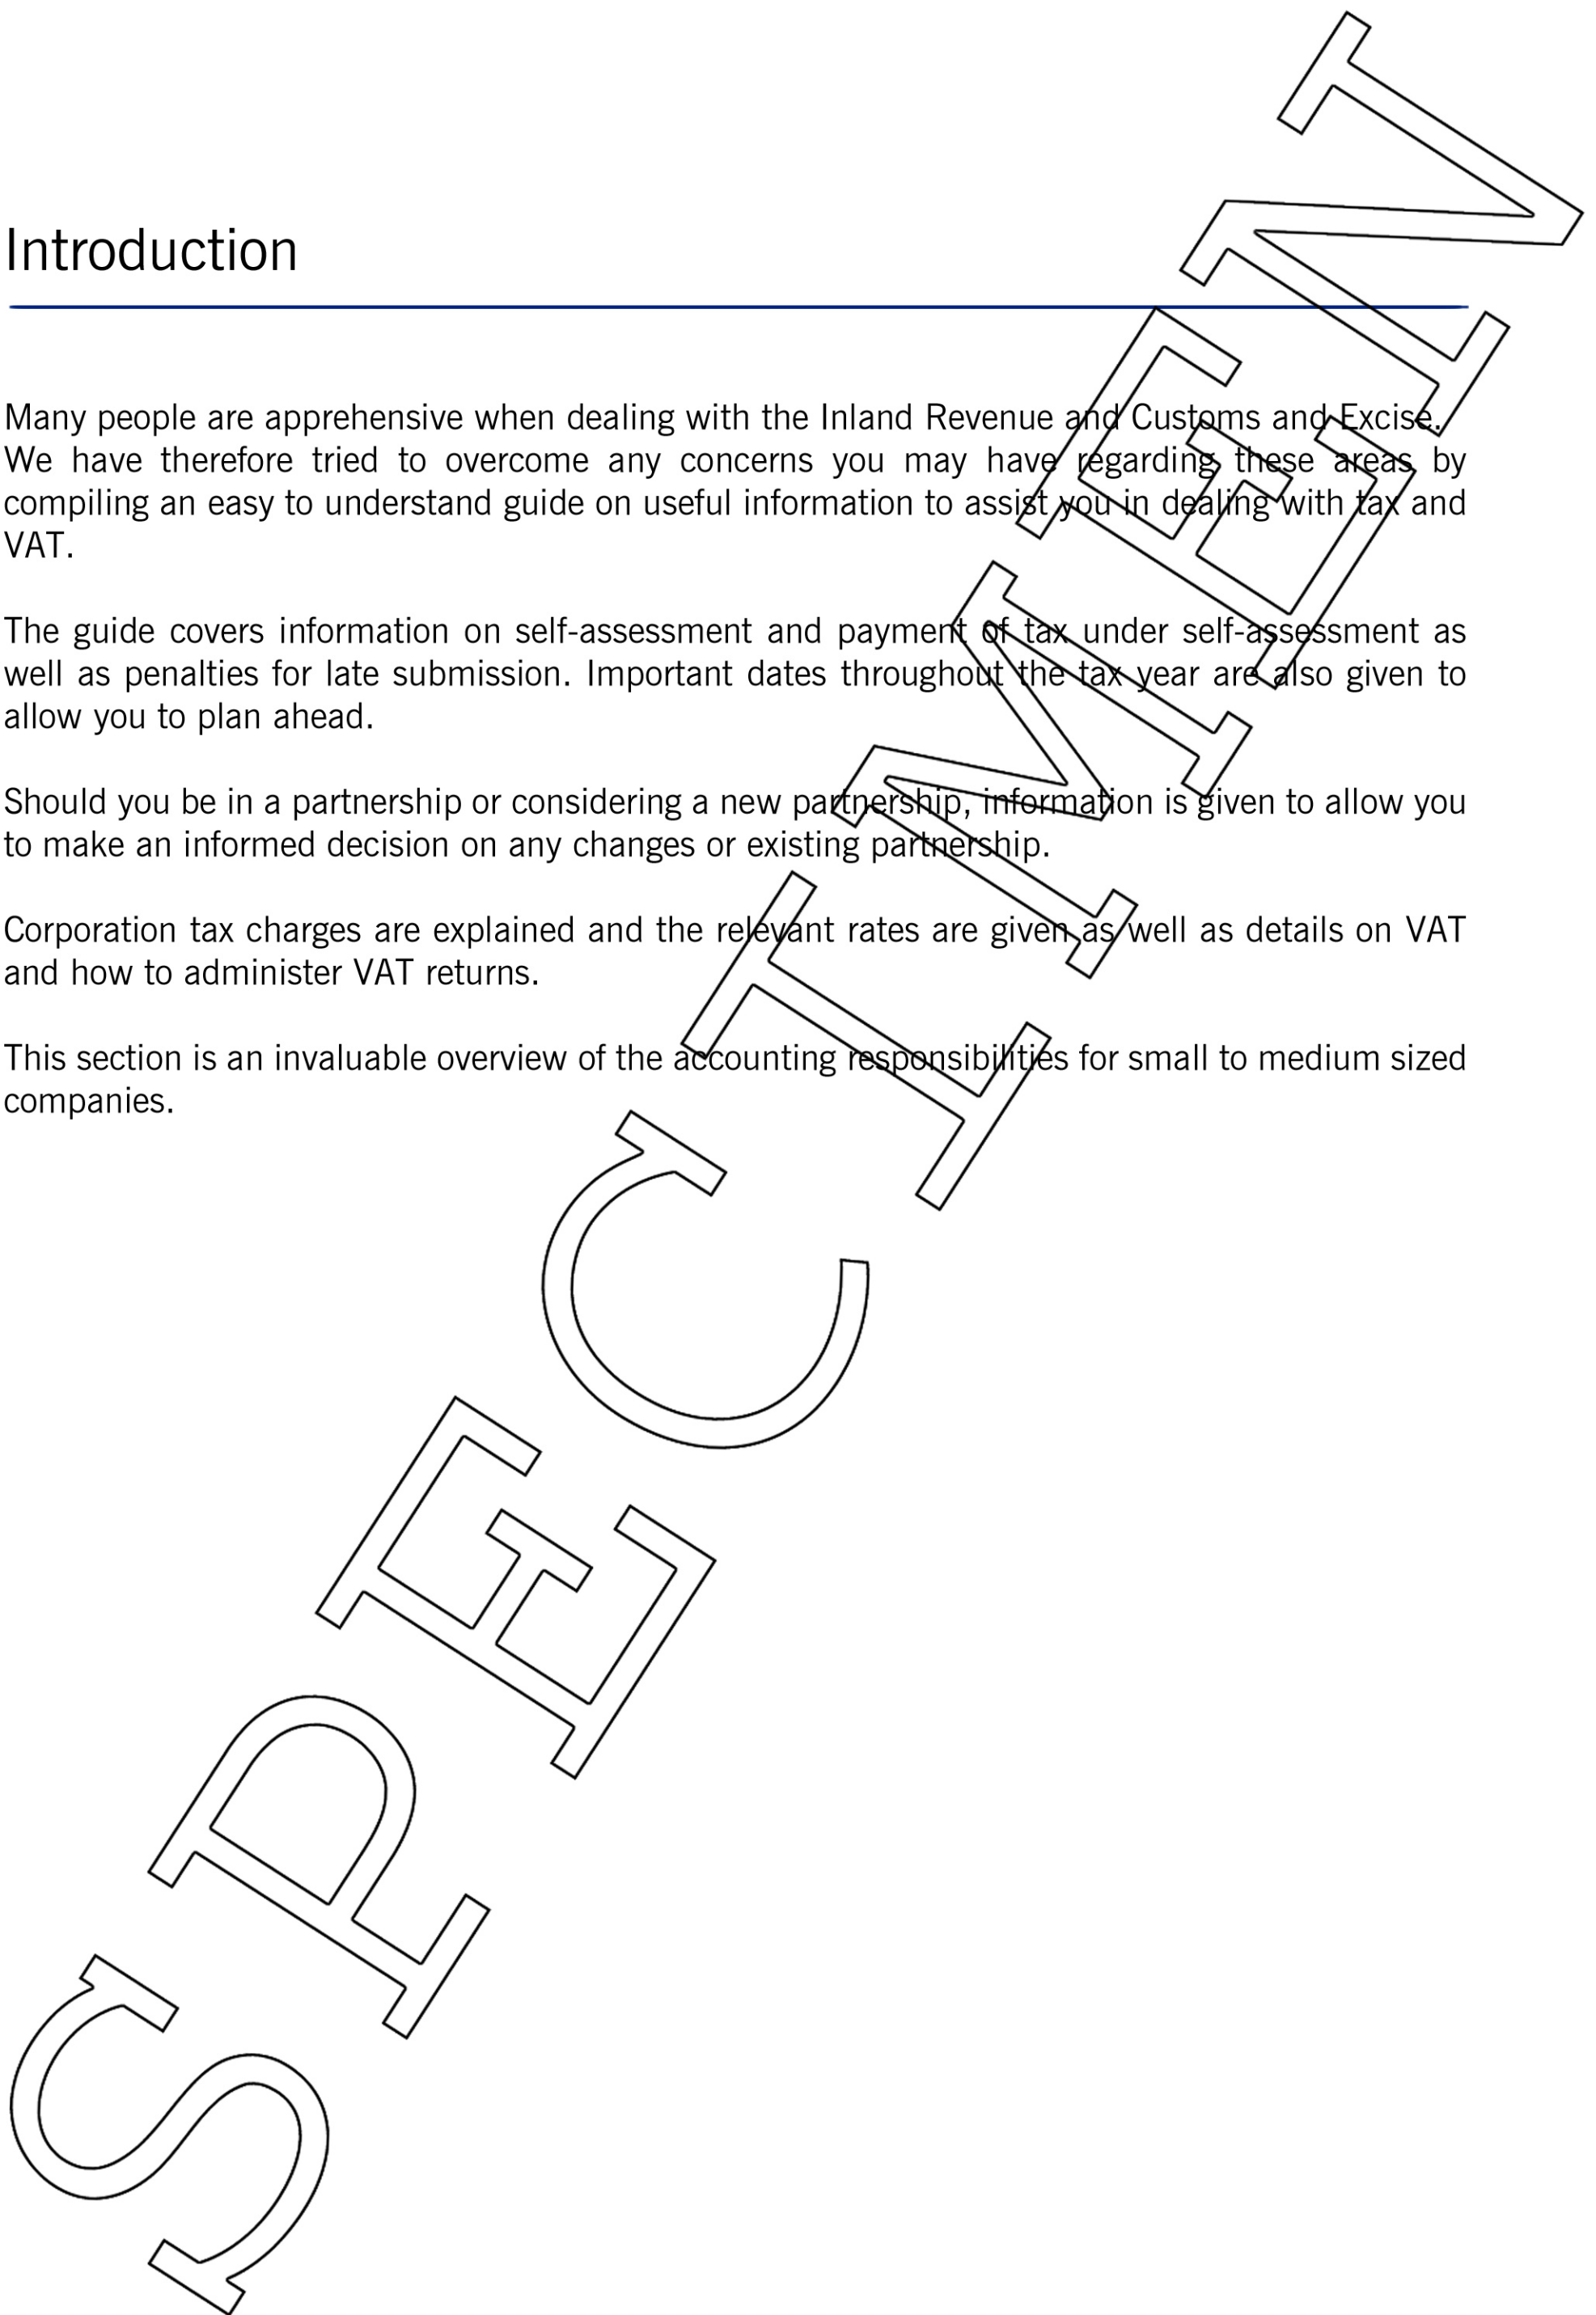 Introduction
Many people are apprehensive when dealing with the Inland Revenue and Customs and Excise.
We have therefore tried to overcome any concerns you may have regarding these areas by
compiling an easy to understand guide on useful information to assist you in dealing with tax and
VAT.
The guide covers information on self-assessment and payment of tax under self-assessment as
well as penalties for late submission. Important dates throughout the tax year are also given to
allow you to plan ahead.
Should you be in a partnership or considering a new partnership, information is given to allow you
to make an informed decision on any changes or existing partnership.
Corporation tax charges are explained and the relevant rates are given as well as details on VAT
and how to administer VAT returns.
This section is an invaluable overview of the accounting responsibilities for small to medium sized
companies.
SPECIMEN